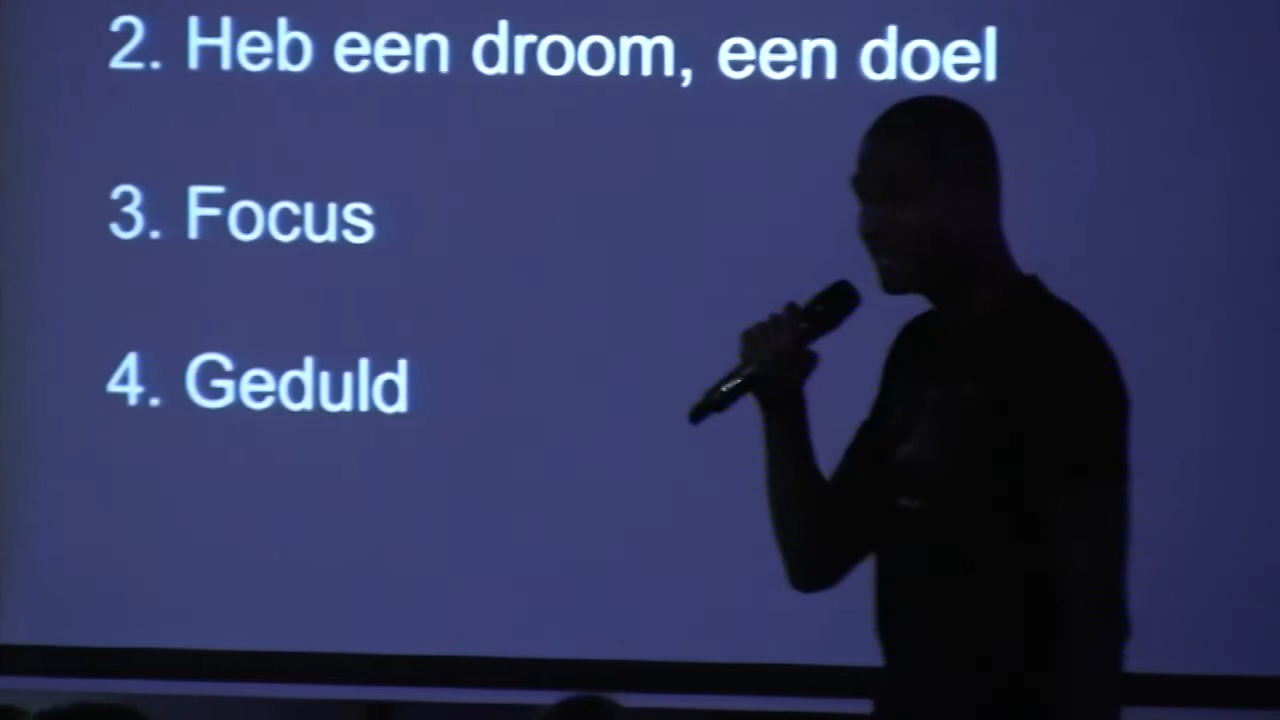 2. Heb een droom, een doel
3. Focus
4. Geduld